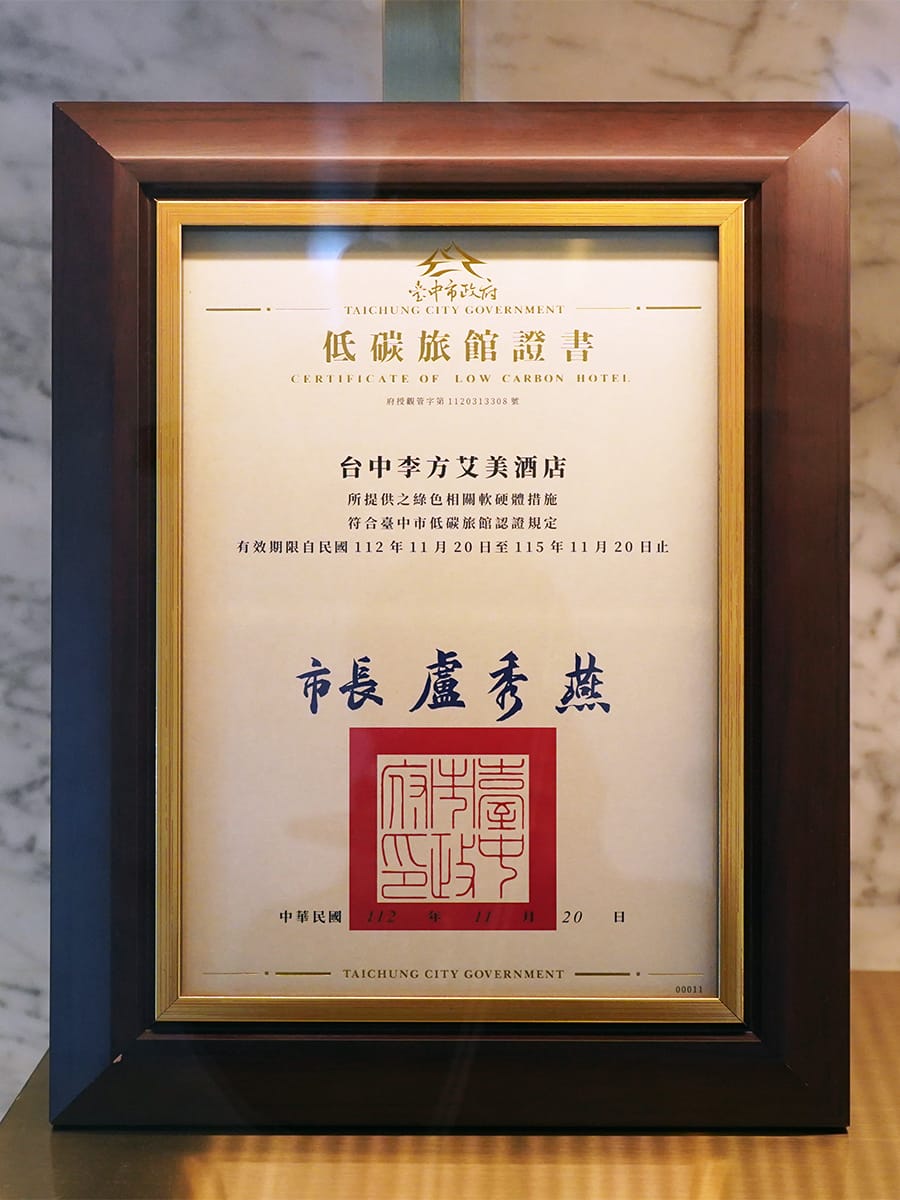 臺中市政府
TAICHUNG CITY GOVERNMENT
低碳旅館證書
CERTIFICATE OF LOW CARBON HOTEL
府授觀管字第1120313308號
台中李方艾美酒店
所提供之綠色相關軟硬體措施
符合臺中市低碳旅館認證規定
有效期限自民國112年11月20日至115年11月20日止
市長 盧秀燕
臺中市政府印
中華民國 112 年 11 月 20 日
TAICHUNG CITY GOVERNMENT
00011